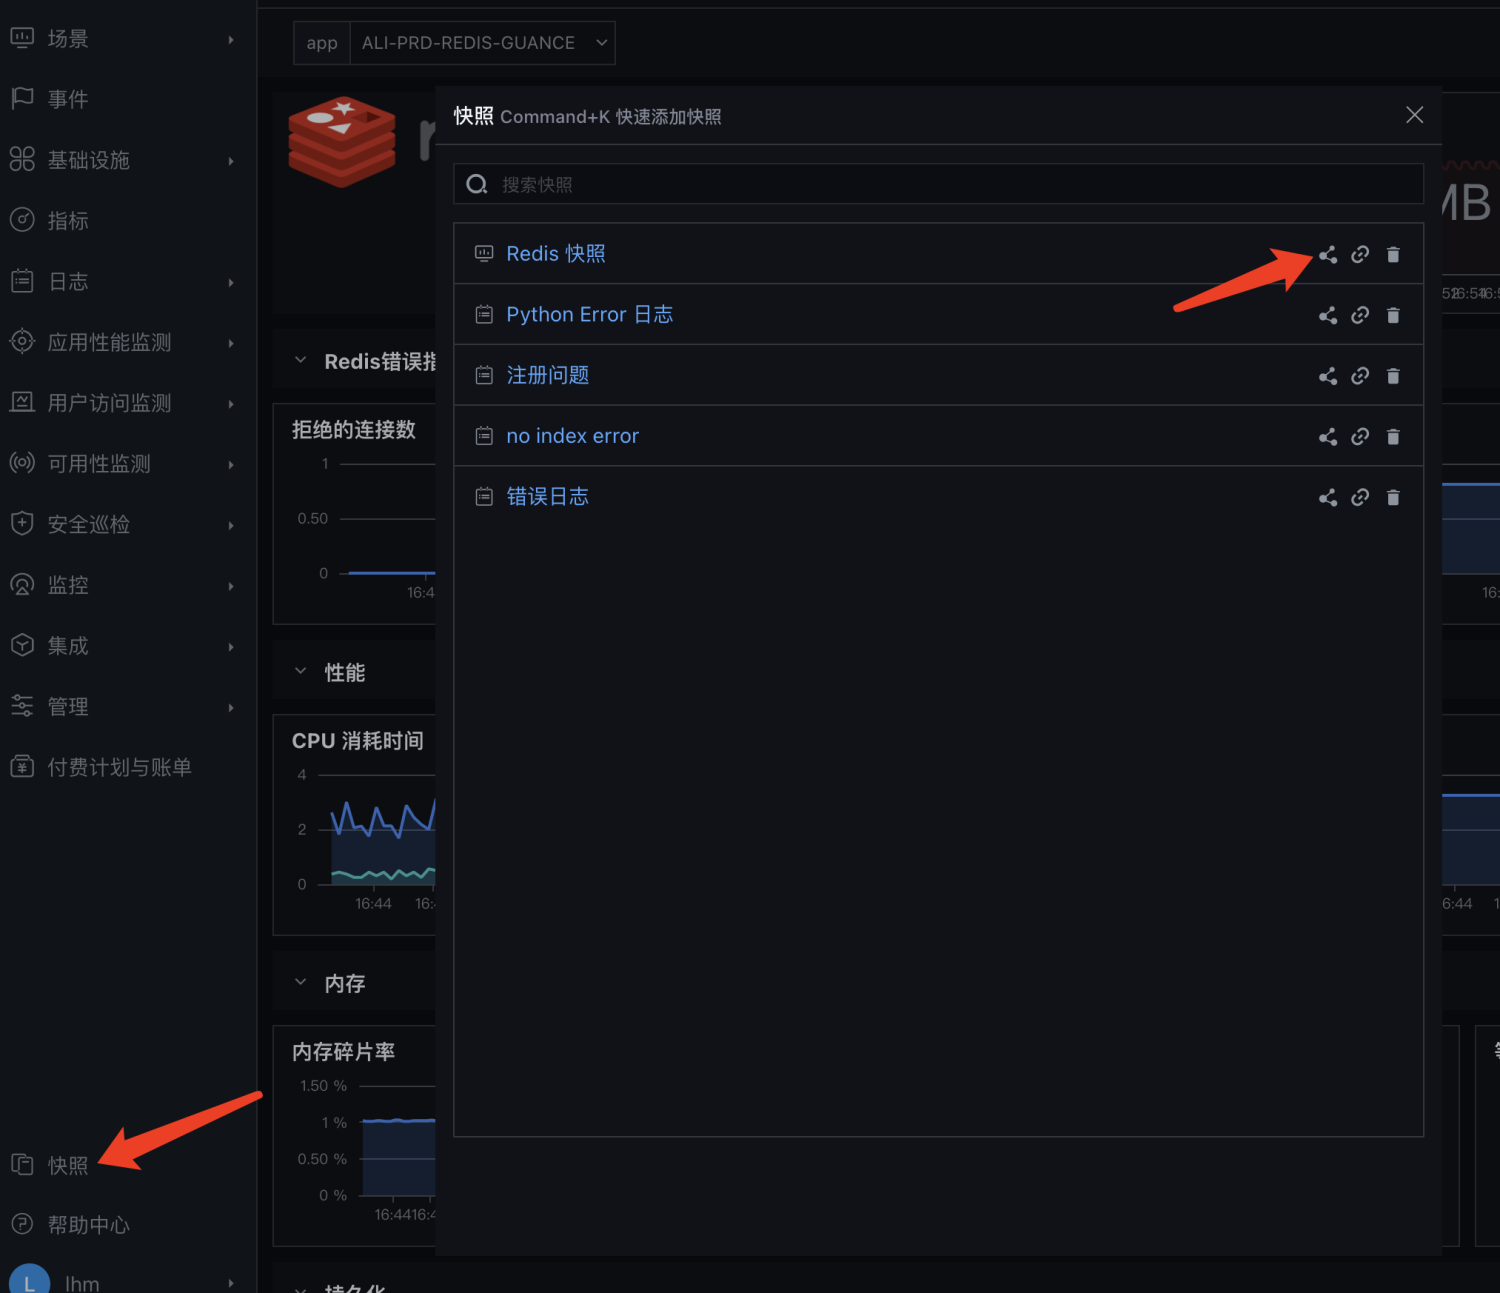 场景
事件
基础设施
指标
日志
应用性能监测
用户访问监测
可用性监测
安全巡检
监控
集成
管理
付费计划与账单
快照
帮助中心
L lhm
app ALI-PRD-REDIS-GUANCE
Redis错误指
拒绝的连接数
1
0.50
0
16:4
性能
CPU 消耗时间
4
2
0
16:44 16:
内存
内存碎片率
1.50 %
1 %
0.50 %
0 %
16:4416:4
持久化
快照 Command+K 快速添加快照
搜索快照
Redis 快照
Python Error 日志
注册问题
no index error
错误日志
MB
16:
6:44